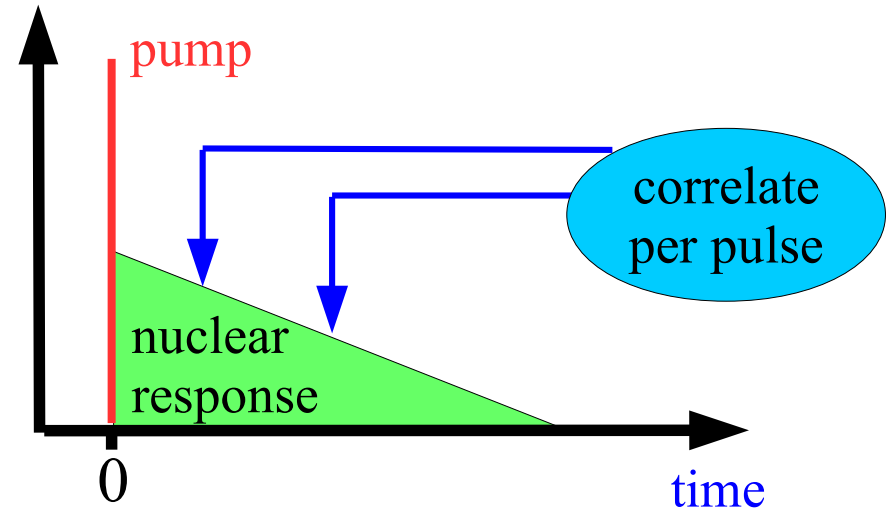 pump
correlate
per pulse
nuclear
response
0
time